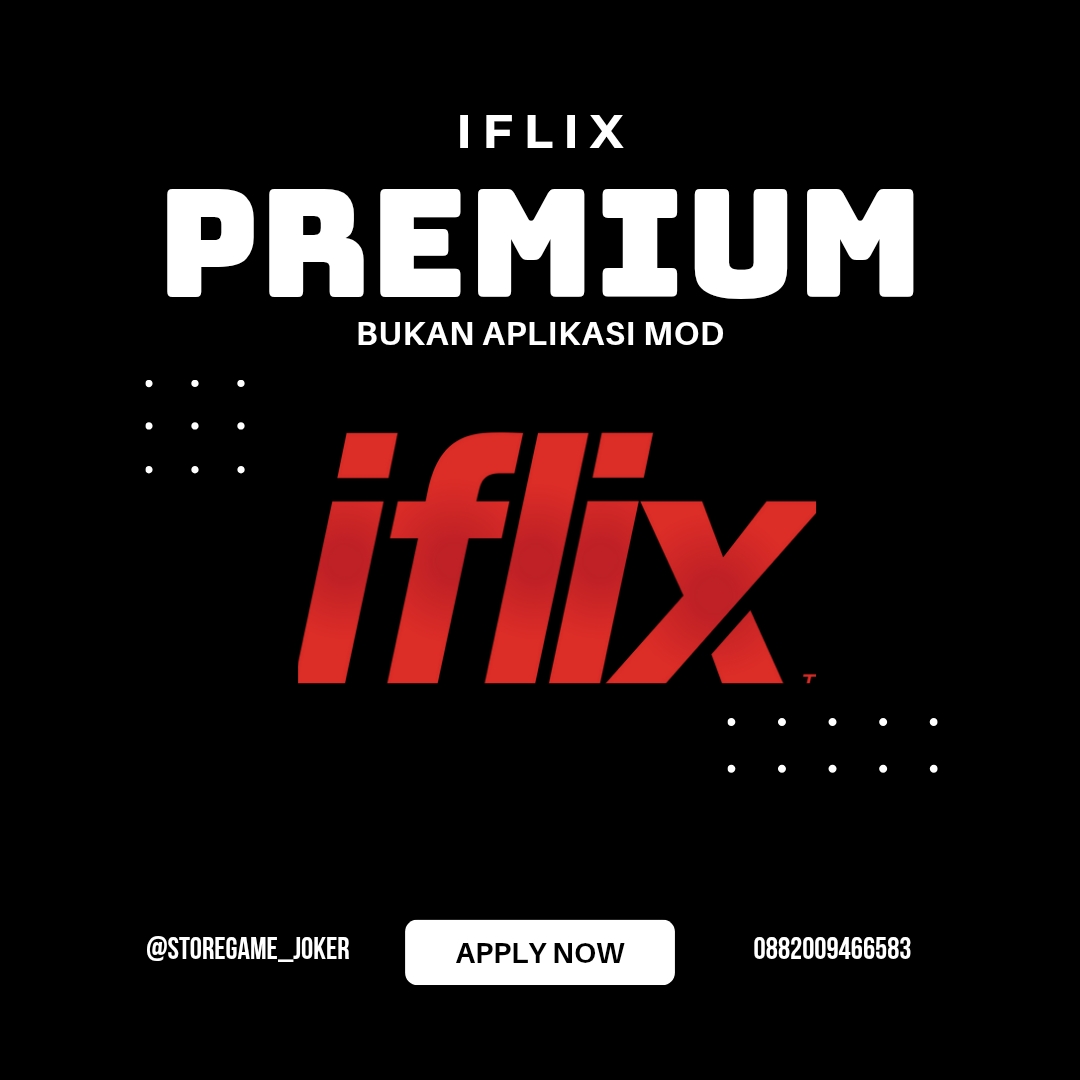 IFLIX
PREMIUM
BUKAN APLIKASI MOD
iflix
@STOREGAME_JOKER
APPLY NOW
0882009466583